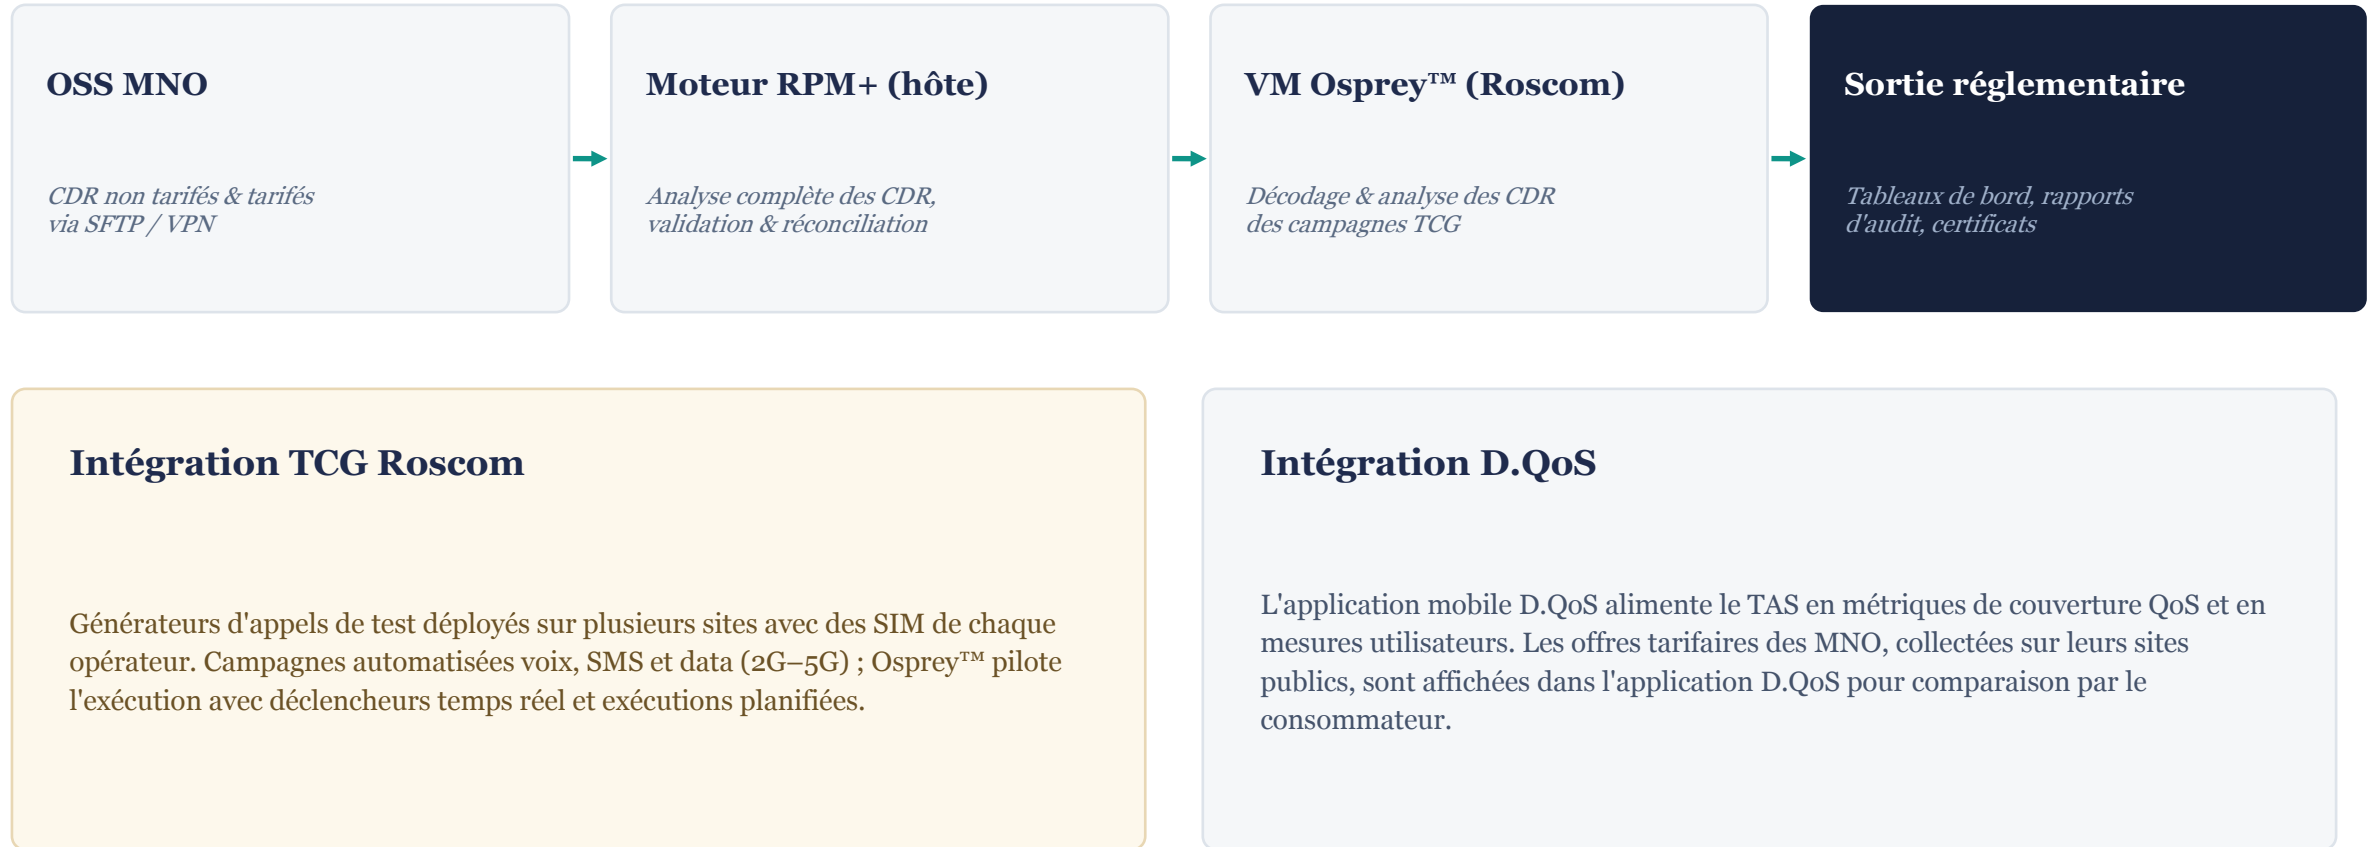 OSS MNO
CDR non tarifés & tarifés
via SFTP / VPN
Moteur RPM+ (hôte)
Analyse complète des CDR,
validation & réconciliation
VM Osprey™ (Roscom)
Décodage & analyse des CDR
des campagnes TCG
Sortie réglementaire
Tableaux de bord, rapports
d'audit, certificats
Intégration TCG Roscom
Générateurs d'appels de test déployés sur plusieurs sites avec des SIM de chaque
opérateur. Campagnes automatisées voix, SMS et data (2G–5G) ; Osprey™ pilote
l'exécution avec déclencheurs temps réel et exécutions planifiées.
Intégration D.QoS
L'application mobile D.QoS alimente le TAS en métriques de couverture QoS et en
mesures utilisateurs. Les offres tarifaires des MNO, collectées sur leurs sites
publics, sont affichées dans l'application D.QoS pour comparaison par le
consommateur.